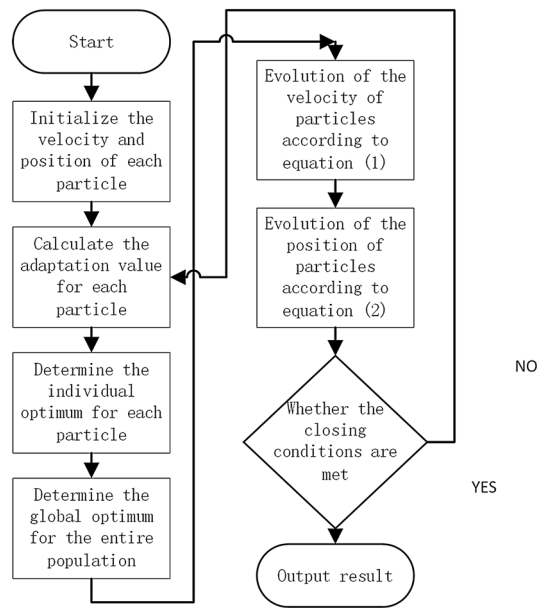 Start
Initialize the
velocity and
position of each
particle
Calculate the
adaptation value
for each
particle
Determine the
individual
optimum for each
particle
Determine the
global optimum
for the entire
population
Evolution of the
velocity of
particles
according to
equation (1)
Evolution of the
position of
particles
according to
equation (2)
Whether the
closing
conditions are
met
NO
YES
Output result